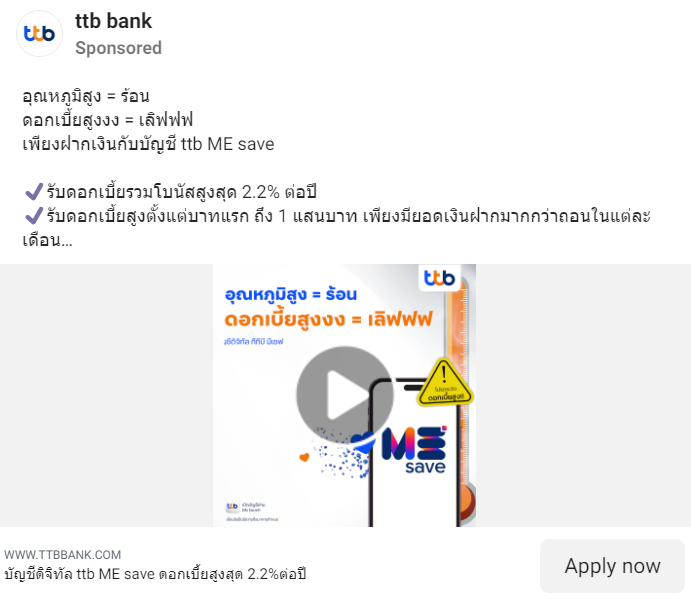 ttb
ttb bank
Sponsored
อุณหภูมิสูง = ร้อน
ดอกเบี้ยสูงงง = เลิฟฟฟ
เพียงฝากเงินกับบัญชี ttb ME save
✔รับดอกเบี้ยรวมโบนัสสูงสุด 2.2% ต่อปี
✔รับดอกเบี้ยสูงตั้งแต่บาทแรก ถึง 1 แสนบาท เพียงมียอดเงินฝากมากกว่าถอนในแต่ละ
เดือน...
ttb
อุณหภูมิสูง = ร้อน
ดอกเบี้ยสูงงง = เลิฟฟฟ
ดอกเบี้ยสูง!!
ME
save
ttb
WWW.TTBBANK.COM
บัญชีดิจิทัล ttb ME save ดอกเบี้ยสูงสุด 2.2%ต่อปี
Apply now